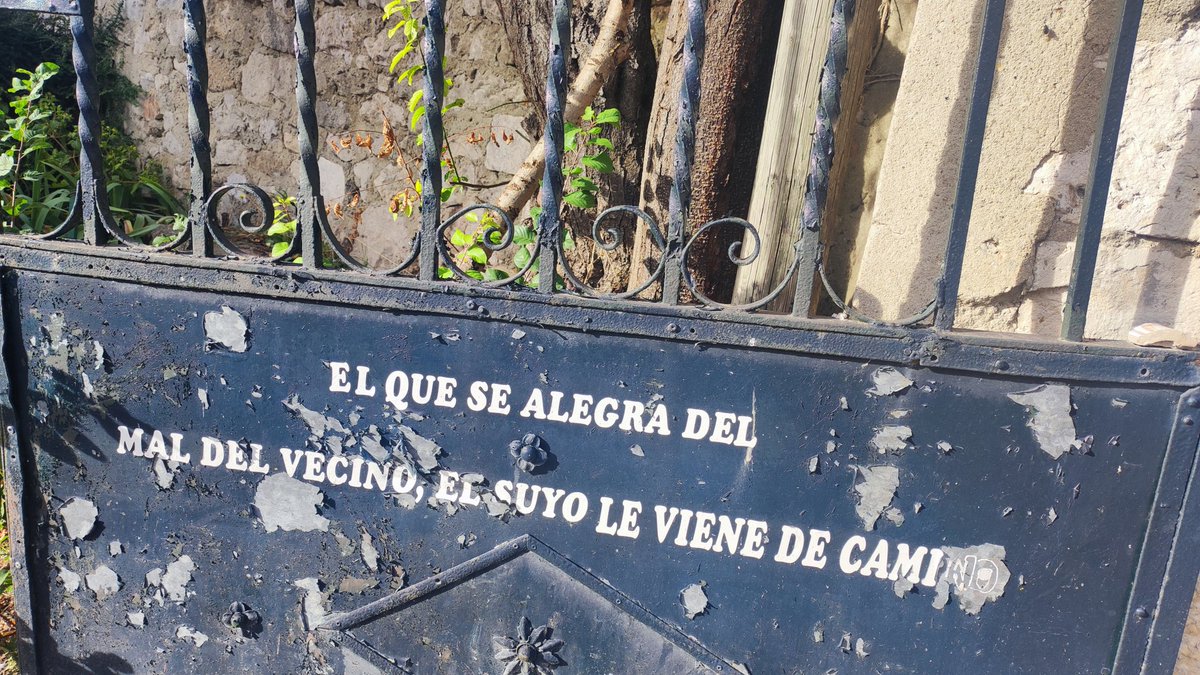 EL QUE SE ALEGRA DEL
MAL DEL VECINO, EL SUYO LE VIENE DE CAMINO